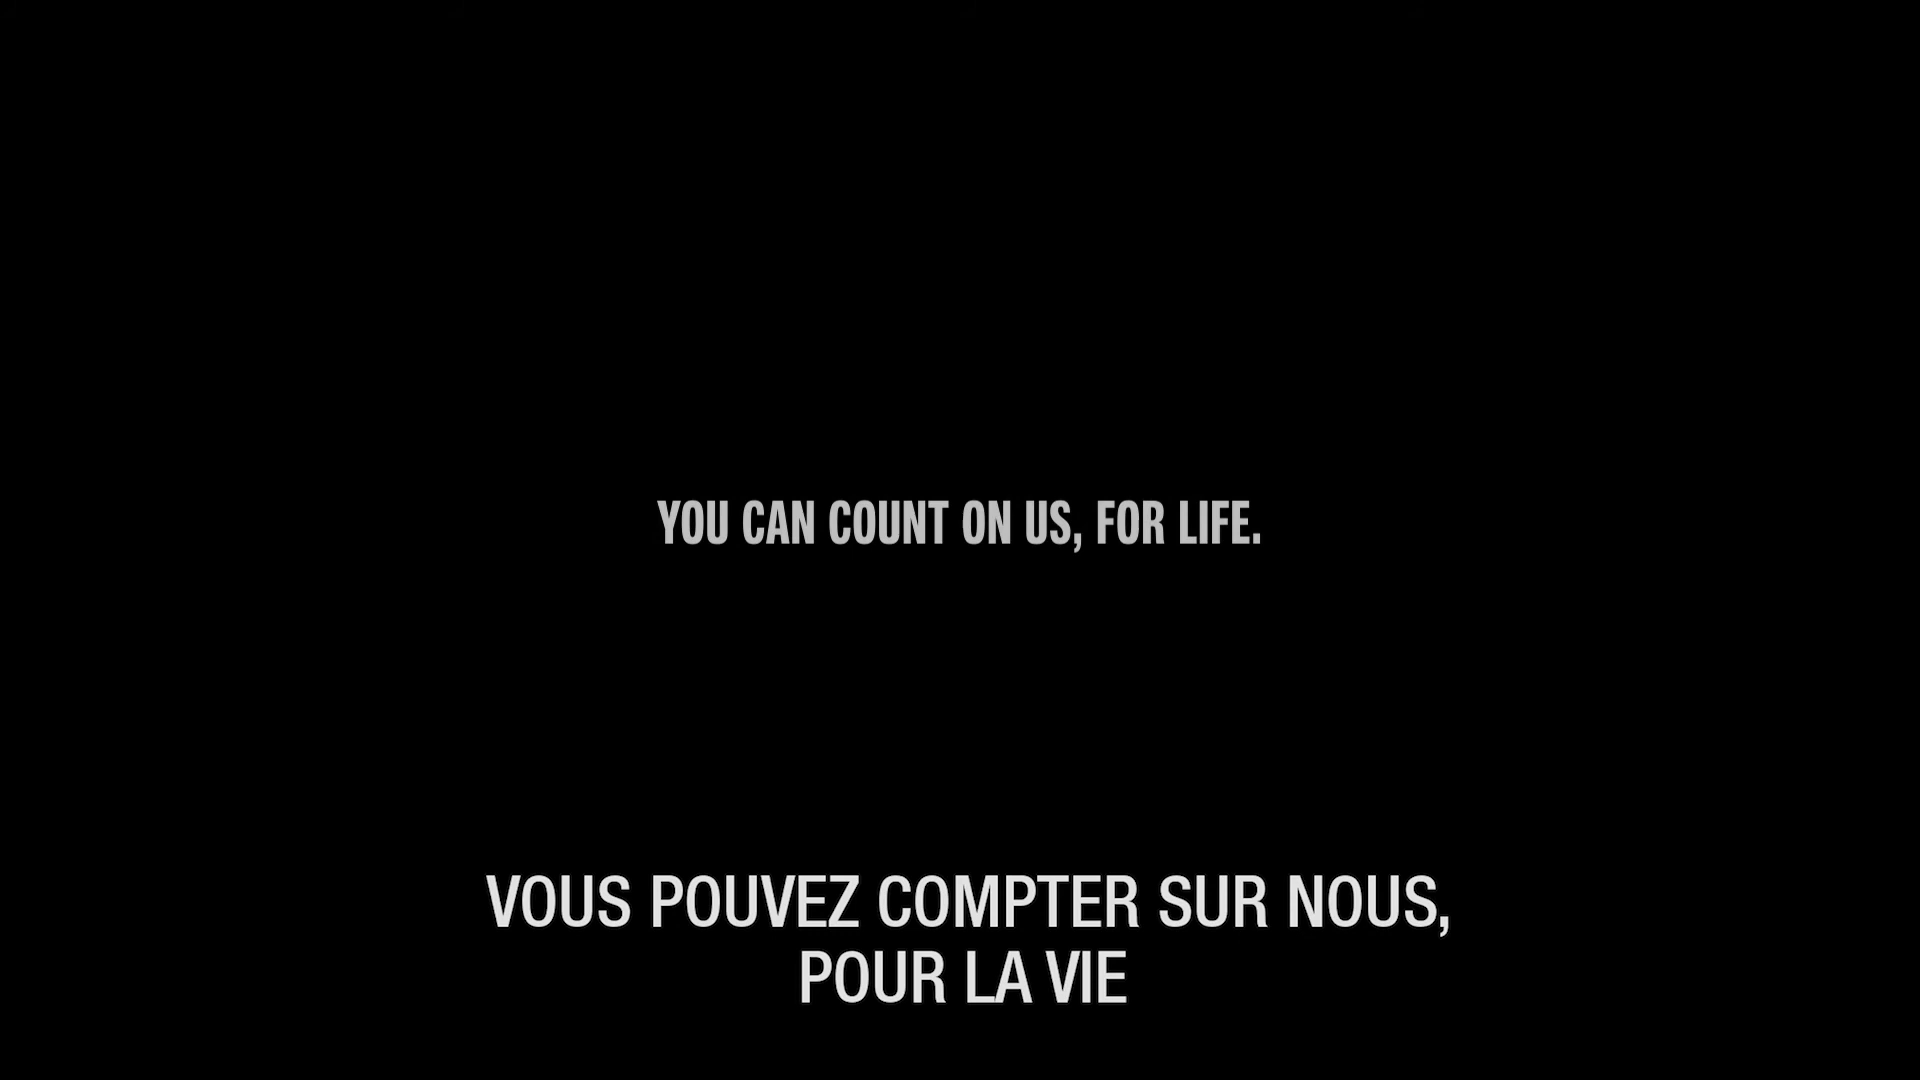 YOU CAN COUNT ON US, FOR LIFE.
VOUS POUVEZ COMPTER SUR NOUS,
POUR LA VIE